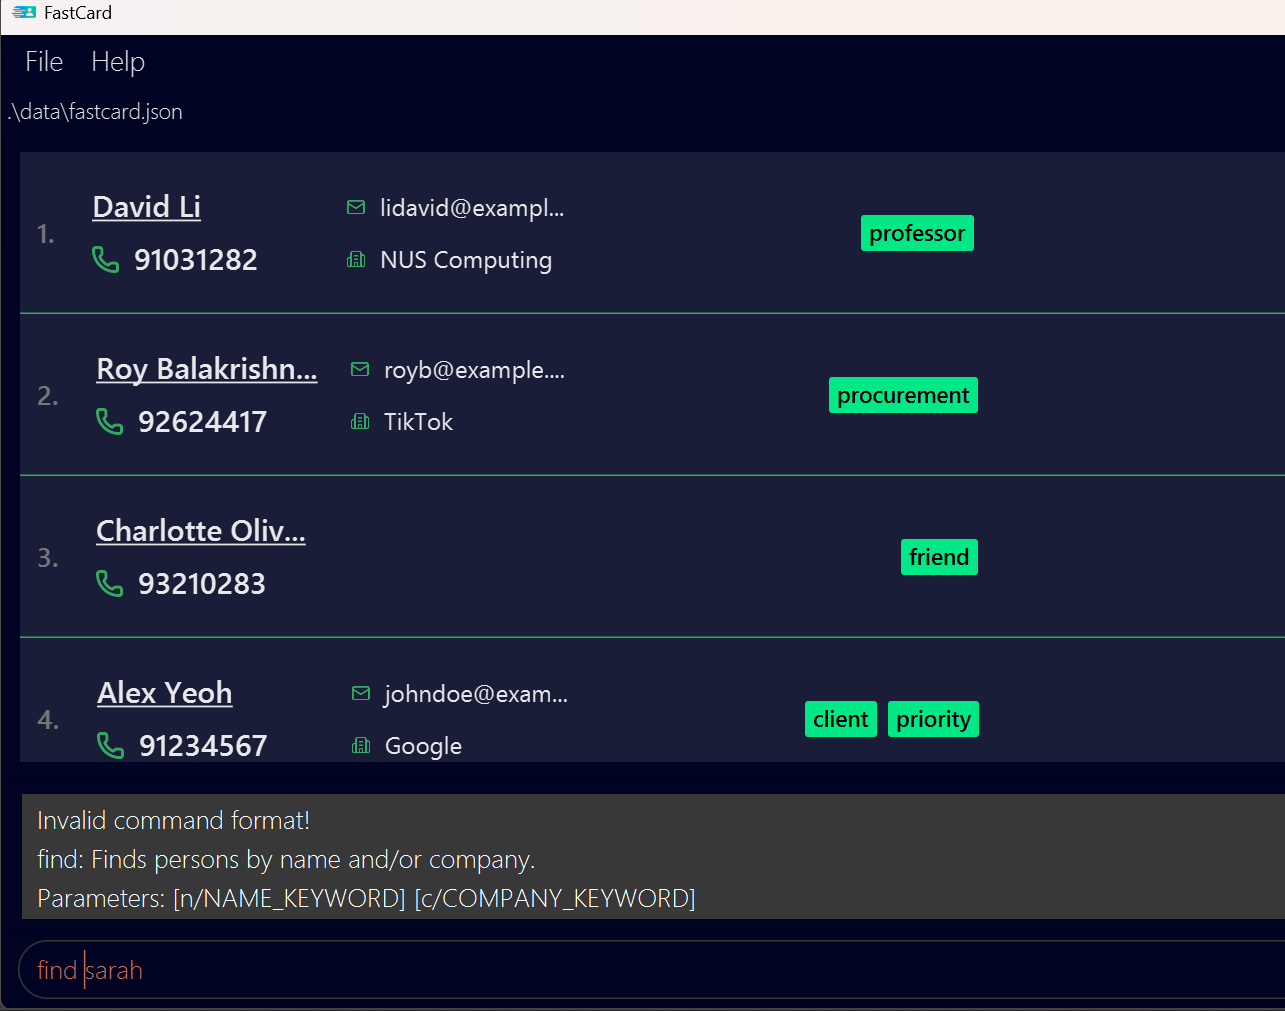 FastCard
File Help
.\data\fastcard.json
1.
David Li
91031282
lidavid@exampl...
NUS Computing
professor
2.
Roy Balakrishn...
92624417
royb@example....
TikTok
procurement
3.
Charlotte Oliv...
93210283
friend
4.
Alex Yeoh
91234567
johndoe@exam...
Google
client priority
Invalid command format!
find: Finds persons by name and/or company.
Parameters: [n/NAME_KEYWORD] [c/COMPANY_KEYWORD]
find sarah